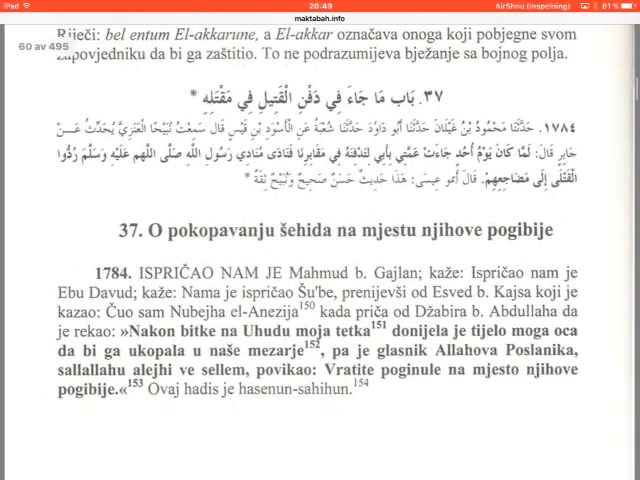 iPad
20:49
AirShou (Inspelning)
81 %
maktabah.info
Riječi: bel entum El-akkarune, a El-akkar označava onoga koji pobjegne svom
60 av 495
zapovjedniku da bi ga zaštitio. To ne podrazumijeva bježanje sa bojnog polja.
٣٧. بَابِ مَا جَاءَ فِي دَفْنِ الْقَتِيلِ فِي مَقْتَلِهِ *
١٧٨٤. حَدَّثَنَا مَحْمُودُ بْنُ غَيْلَانَ حَدَّثَنَا أَبُو دَاوُدَ حَدَّثَنَا شُعْبَةُ عَنِ الْأَسْوَدِ بْنِ قَيْسٍ قَال سَمِعْتُ نُبَيْحًا الْعَنَزِيَّ يُحَدِّثُ عَنْ
جَابِرٍ قَالَ: لَمَّا كَانَ يَوْمُ أُحُدٍ جَاءَتْ عَمَّتِي بِأَبِي لِتَدْفِنَهُ فِي مَقَابِرِنَا فَنَادَى مُنَادِي رَسُولِ اللَّهِ صَلَّى اللَّهم عَلَيْهِ وَسَلَّمَ رُدُّوا
الْقَتْلَى إِلَى مَضَاجِعِهِمْ. قَالَ أَبمو عِيسَى: هَذَا حَدِيثٌ حَسَنٌ صَحِيحٌ وَنُبَيْحٌ ثِقَةٌ *
37. O pokopavanju šehida na mjestu njihove pogibije
1784. ISPRIČAO NAM JE Mahmud b. Gajlan; kaže: Ispričao nam je
Ebu Davud; kaže: Nama je ispričao Šu'be, prenijevši od Esved b. Kajsa koji je
kazao: Čuo sam Nubejha el-Anezija150 kada priča od Džabira b. Abdullaha da
je rekao: »Nakon bitke na Uhudu moja tetka151 donijela je tijelo moga oca
da bi ga ukopala u naše mezarje152, pa je glasnik Allahova Poslanika,
sallallahu alejhi ve sellem, povikao: Vratite poginule na mjesto njihove
pogibije.«153 Ovaj hadis je hasenun-sahihun.154